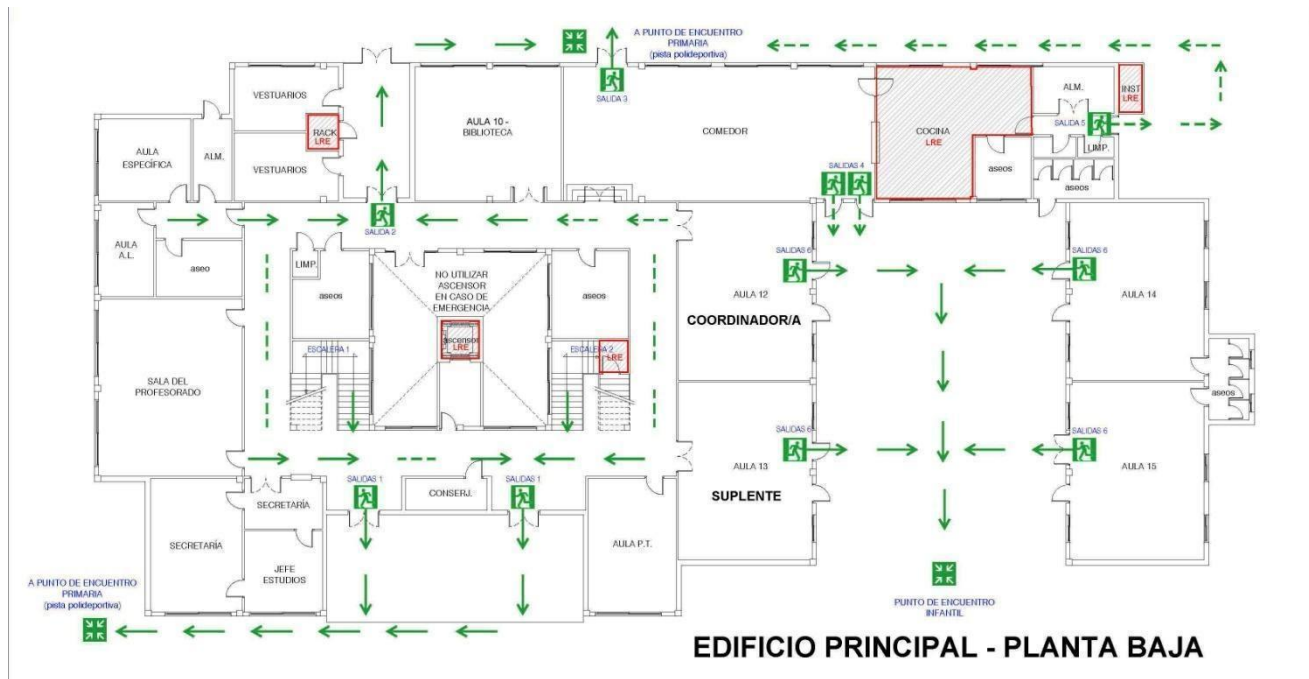 A PUNTO DE ENCUENTRO
PRIMARIA
(pista polideportiva)
SALIDA 3
VESTUARIOS
RACK
LRE
VESTUARIOS
AULA
ESPECÍFICA
ALM.
AULA 10 -
BIBLIOTECA
COMEDOR
COCINA
LRE
ALM.
INST
LRE
SALIDA 5
LIMP.
aseos
aseos
SALIDAS 4
SALIDA 2
AULA
A.L.
aseo
LIMP.
aseos
NO UTILIZAR
ASCENSOR
EN CASO DE
EMERGENCIA
aseos
ascensor
LRE
ESCALERA 1
ESCALERA 2
LRE
SALIDAS 6
AULA 12
COORDINADOR/A
SALIDAS 6
AULA 14
SALA DEL
PROFESORADO
SALIDAS 6
AULA 13
SUPLENTE
SALIDAS 6
AULA 15
aseos
SALIDAS 1
CONSERJ.
SALIDAS 1
SECRETARÍA
SECRETARÍA
JEFE
ESTUDIOS
AULA P.T.
A PUNTO DE ENCUENTRO
PRIMARIA
(pista polideportiva)
PUNTO DE ENCUENTRO
INFANTIL
EDIFICIO PRINCIPAL - PLANTA BAJA